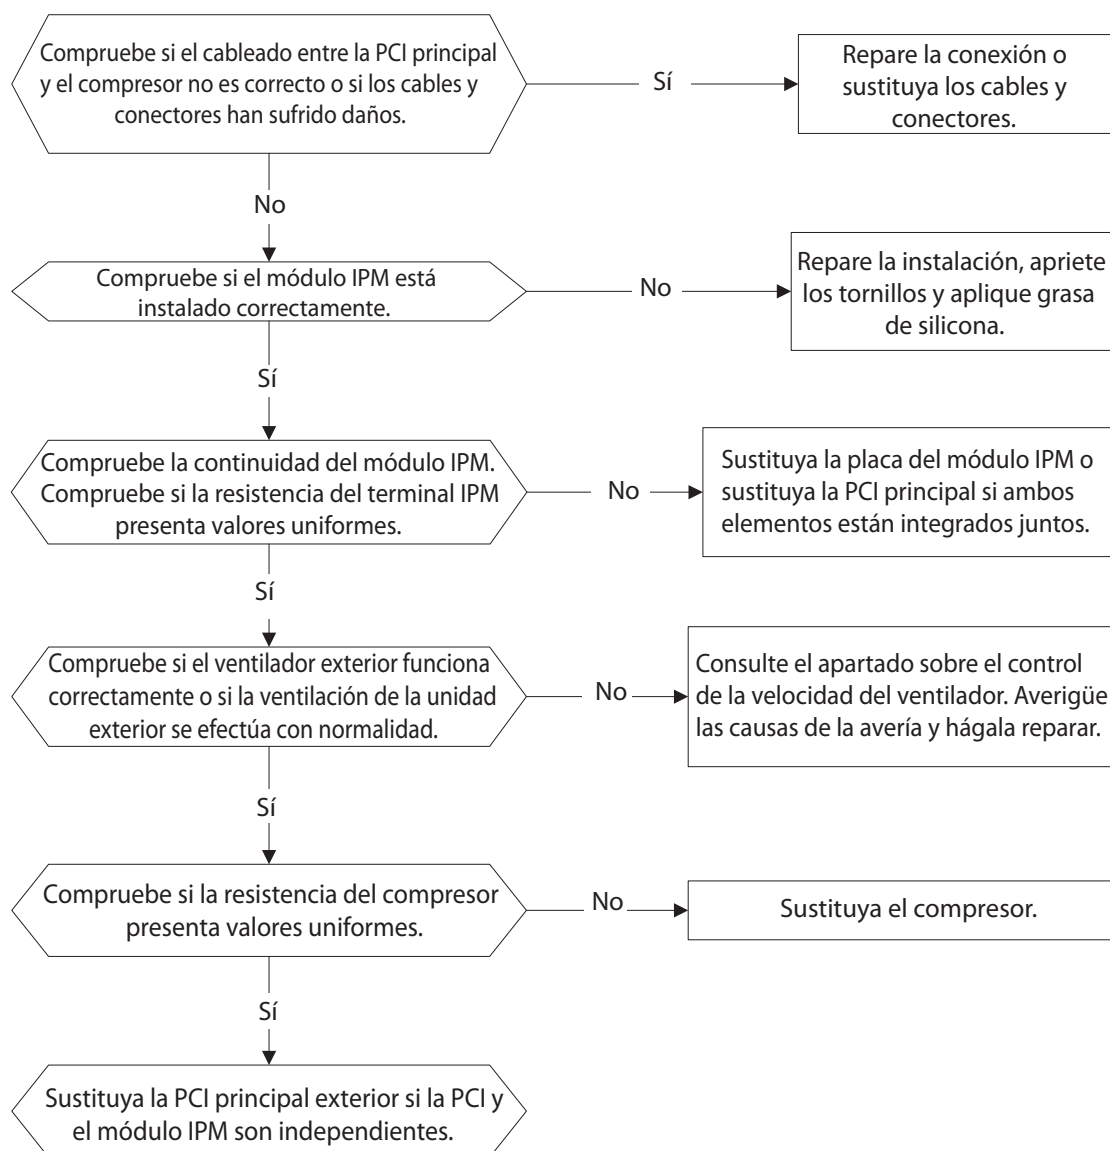 Compruebe si el cableado entre la PCI principal
y el compresor no es correcto o si los cables y
conectores han sufrido daños.
Sí
Repare la conexión o
sustituya los cables y
conectores.
No
Compruebe si el módulo IPM está
instalado correctamente.
No
Repare la instalación, apriete
los tornillos y aplique grasa
de silicona.
Sí
Compruebe la continuidad del módulo IPM.
Compruebe si la resistencia del terminal IPM
presenta valores uniformes.
No
Sustituya la placa del módulo IPM o
sustituya la PCI principal si ambos
elementos están integrados juntos.
Sí
Compruebe si el ventilador exterior funciona
correctamente o si la ventilación de la unidad
exterior se efectúa con normalidad.
No
Consulte el apartado sobre el control
de la velocidad del ventilador. Averigüe
las causas de la avería y hágala reparar.
Sí
Compruebe si la resistencia del compresor
presenta valores uniformes.
No
Sustituya el compresor.
Sí
Sustituya la PCI principal exterior si la PCI y
el módulo IPM son independientes.